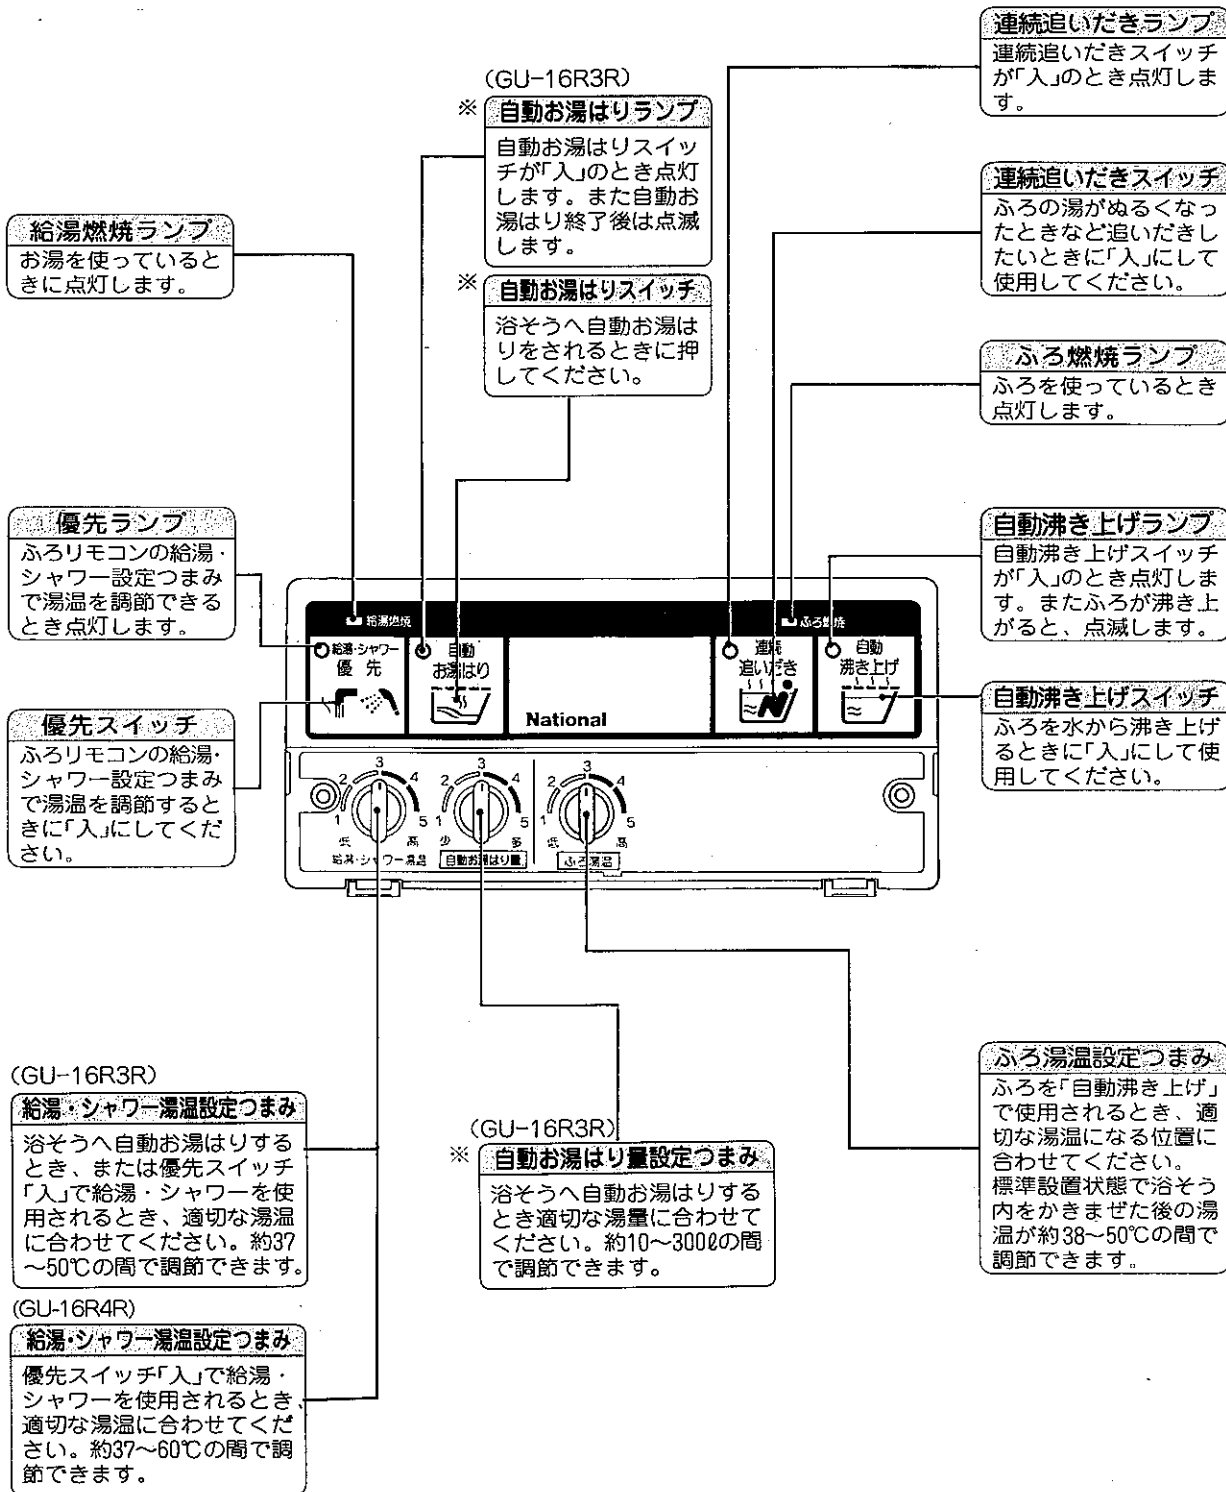 連続追いだきランプ
連続追いだきスイッチ
が「入」のとき点灯しま
す。
(GU-16R3R)
※ 自動お湯はりランプ
自動お湯はりスイッ
チが「入」のとき点灯
します。また自動お
湯はり終了後は点滅
します。
連続追いだきスイッチ
ふろの湯がぬるくなっ
たときなど追いだきし
たいときに「入」にして
使用してください。
給湯燃焼ランプ
お湯を使っていると
きに点灯します。
※ 自動お湯はりスイッチ
浴そうへ自動お湯は
りをされるときに押
してください。
ふろ燃焼ランプ
ふろを使っているとき
点灯します。
優先ランプ
ふろリモコンの給湯・
シャワー設定つまみ
で湯温を調節できる
とき点灯します。
自動沸き上げランプ
自動沸き上げスイッチ
が「入」のとき点灯しま
す。またふろが沸き上
がると、点滅します。
優先スイッチ
ふろリモコンの給湯・
シャワー設定つまみ
で湯温を調節すると
きに「入」にしてくだ
さい。
自動沸き上げスイッチ
ふろを水から沸き上げ
るときに「入」にして使
用してください。
給湯燃焼
ふろ燃焼
給湯・シャワー
優先
自動
お湯はり
National
連続
追いだき
自動
沸き上げ
1 2 3 4 5
低 高
給湯・シャワー湯温
1 2 3 4 5
少 多
自動お湯はり量
1 2 3 4 5
低 高
ふろ湯温
(GU-16R3R)
給湯・シャワー湯温設定つまみ
浴そうへ自動お湯はりする
とき、または優先スイッチ
「入」で給湯・シャワーを使
用されるとき、適切な湯温
に合わせてください。約37
〜50℃の間で調節できます。
(GU-16R4R)
給湯・シャワー湯温設定つまみ
優先スイッチ「入」で給湯・
シャワーを使用されるとき、
適切な湯温に合わせてくだ
さい。約37〜60℃の間で調
節できます。
(GU-16R3R)
※ 自動お湯はり量設定つまみ
浴そうへ自動お湯はりする
とき適切な湯量に合わせて
ください。約10〜300ℓの間
で調節できます。
ふろ湯温設定つまみ
ふろを「自動沸き上げ」
で使用されるとき、適
切な湯温になる位置に
合わせてください。
標準設置状態で浴そう
内をかきまぜた後の湯
温が約38〜50℃の間で
調節できます。